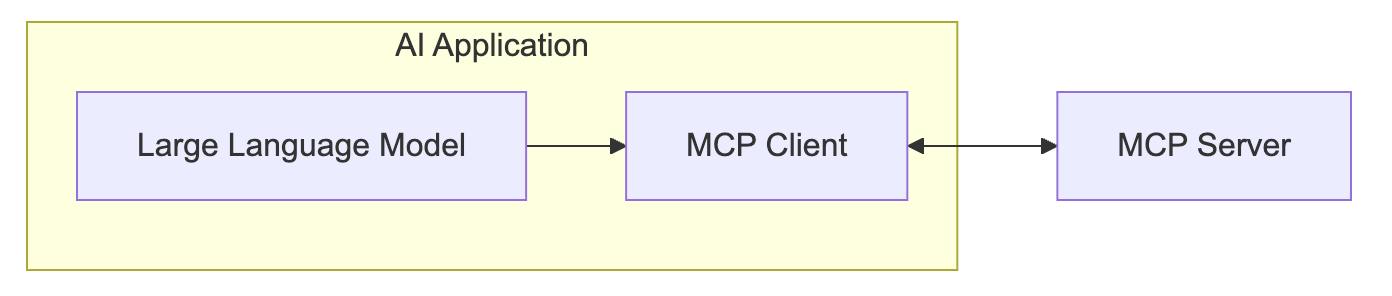 AI Application
Large Language Model
MCP Client
MCP Server